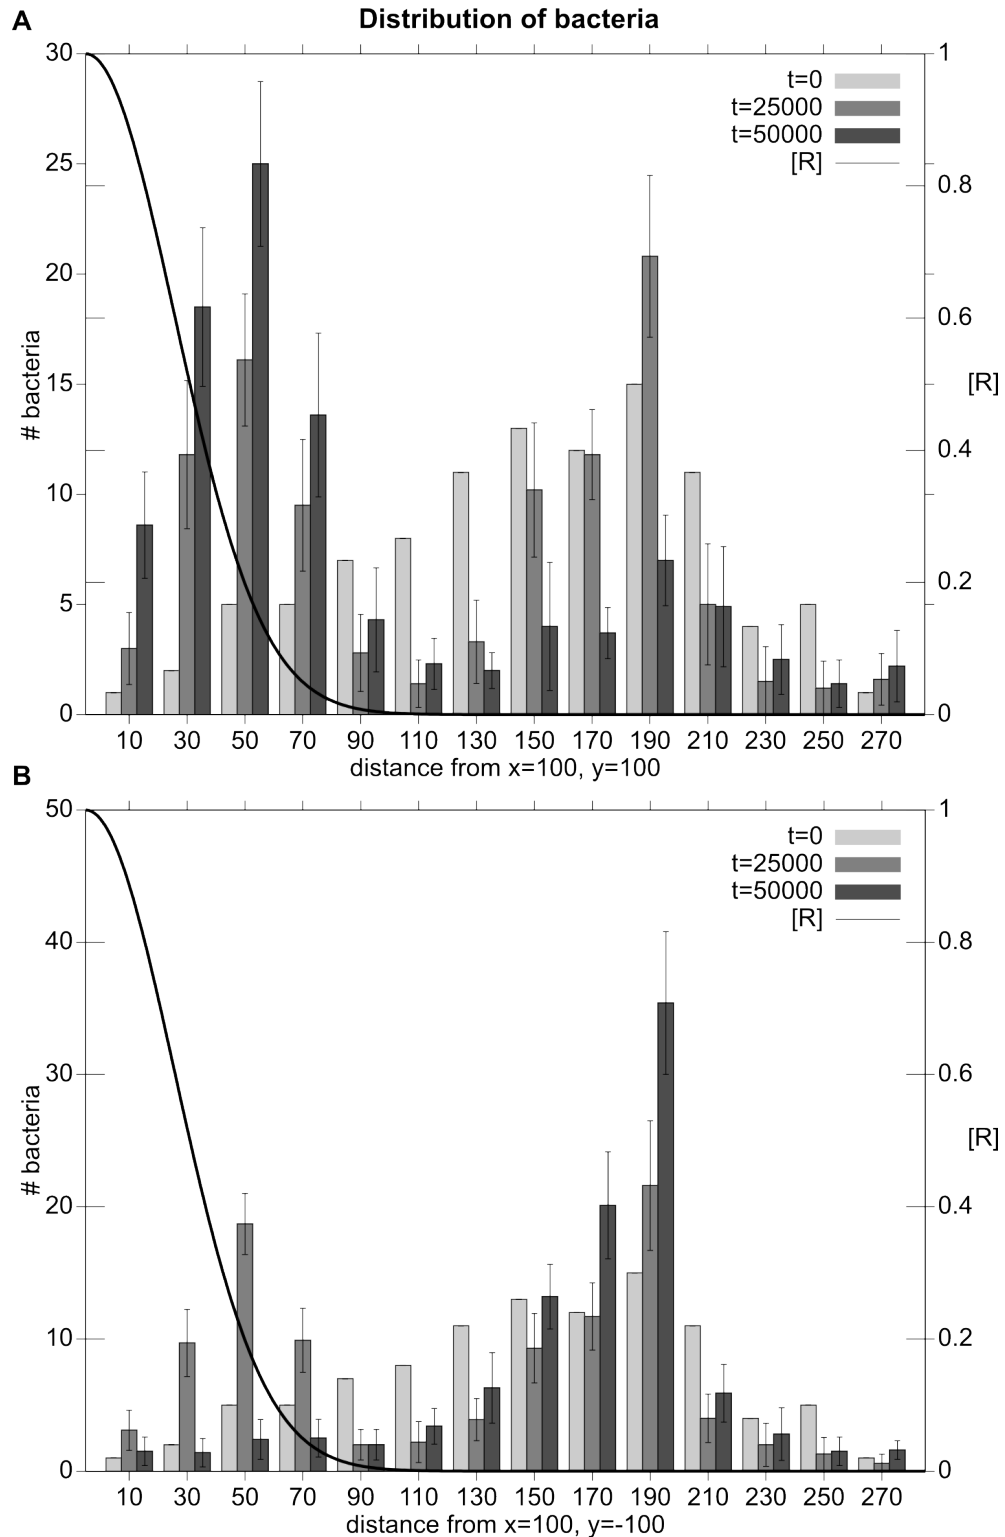 Distribution of bacteria
A
30
25
20
15
10
5
0
# bacteria
t=0
t=25000
t=50000
[R]
1
0.8
0.6
0.4
0.2
0
[R]
10 30 50 70 90 110 130 150 170 190 210 230 250 270
distance from x=100, y=100
B
50
40
30
20
10
0
# bacteria
t=0
t=25000
t=50000
[R]
1
0.8
0.6
0.4
0.2
0
[R]
10 30 50 70 90 110 130 150 170 190 210 230 250 270
distance from x=100, y=-100